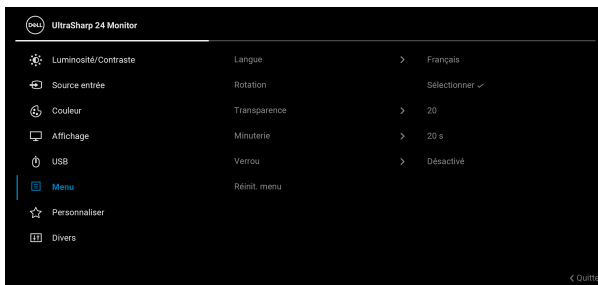 DELL UltraSharp 24 Monitor
Luminosité/Contraste Langue > Français
Source entrée Rotation Sélectionner ✓
Couleur Transparence > 20
Affichage Minuterie > 20 s
USB Verrou > Désactivé
Menu Réinit. menu
Personnaliser
Divers
< Quitte